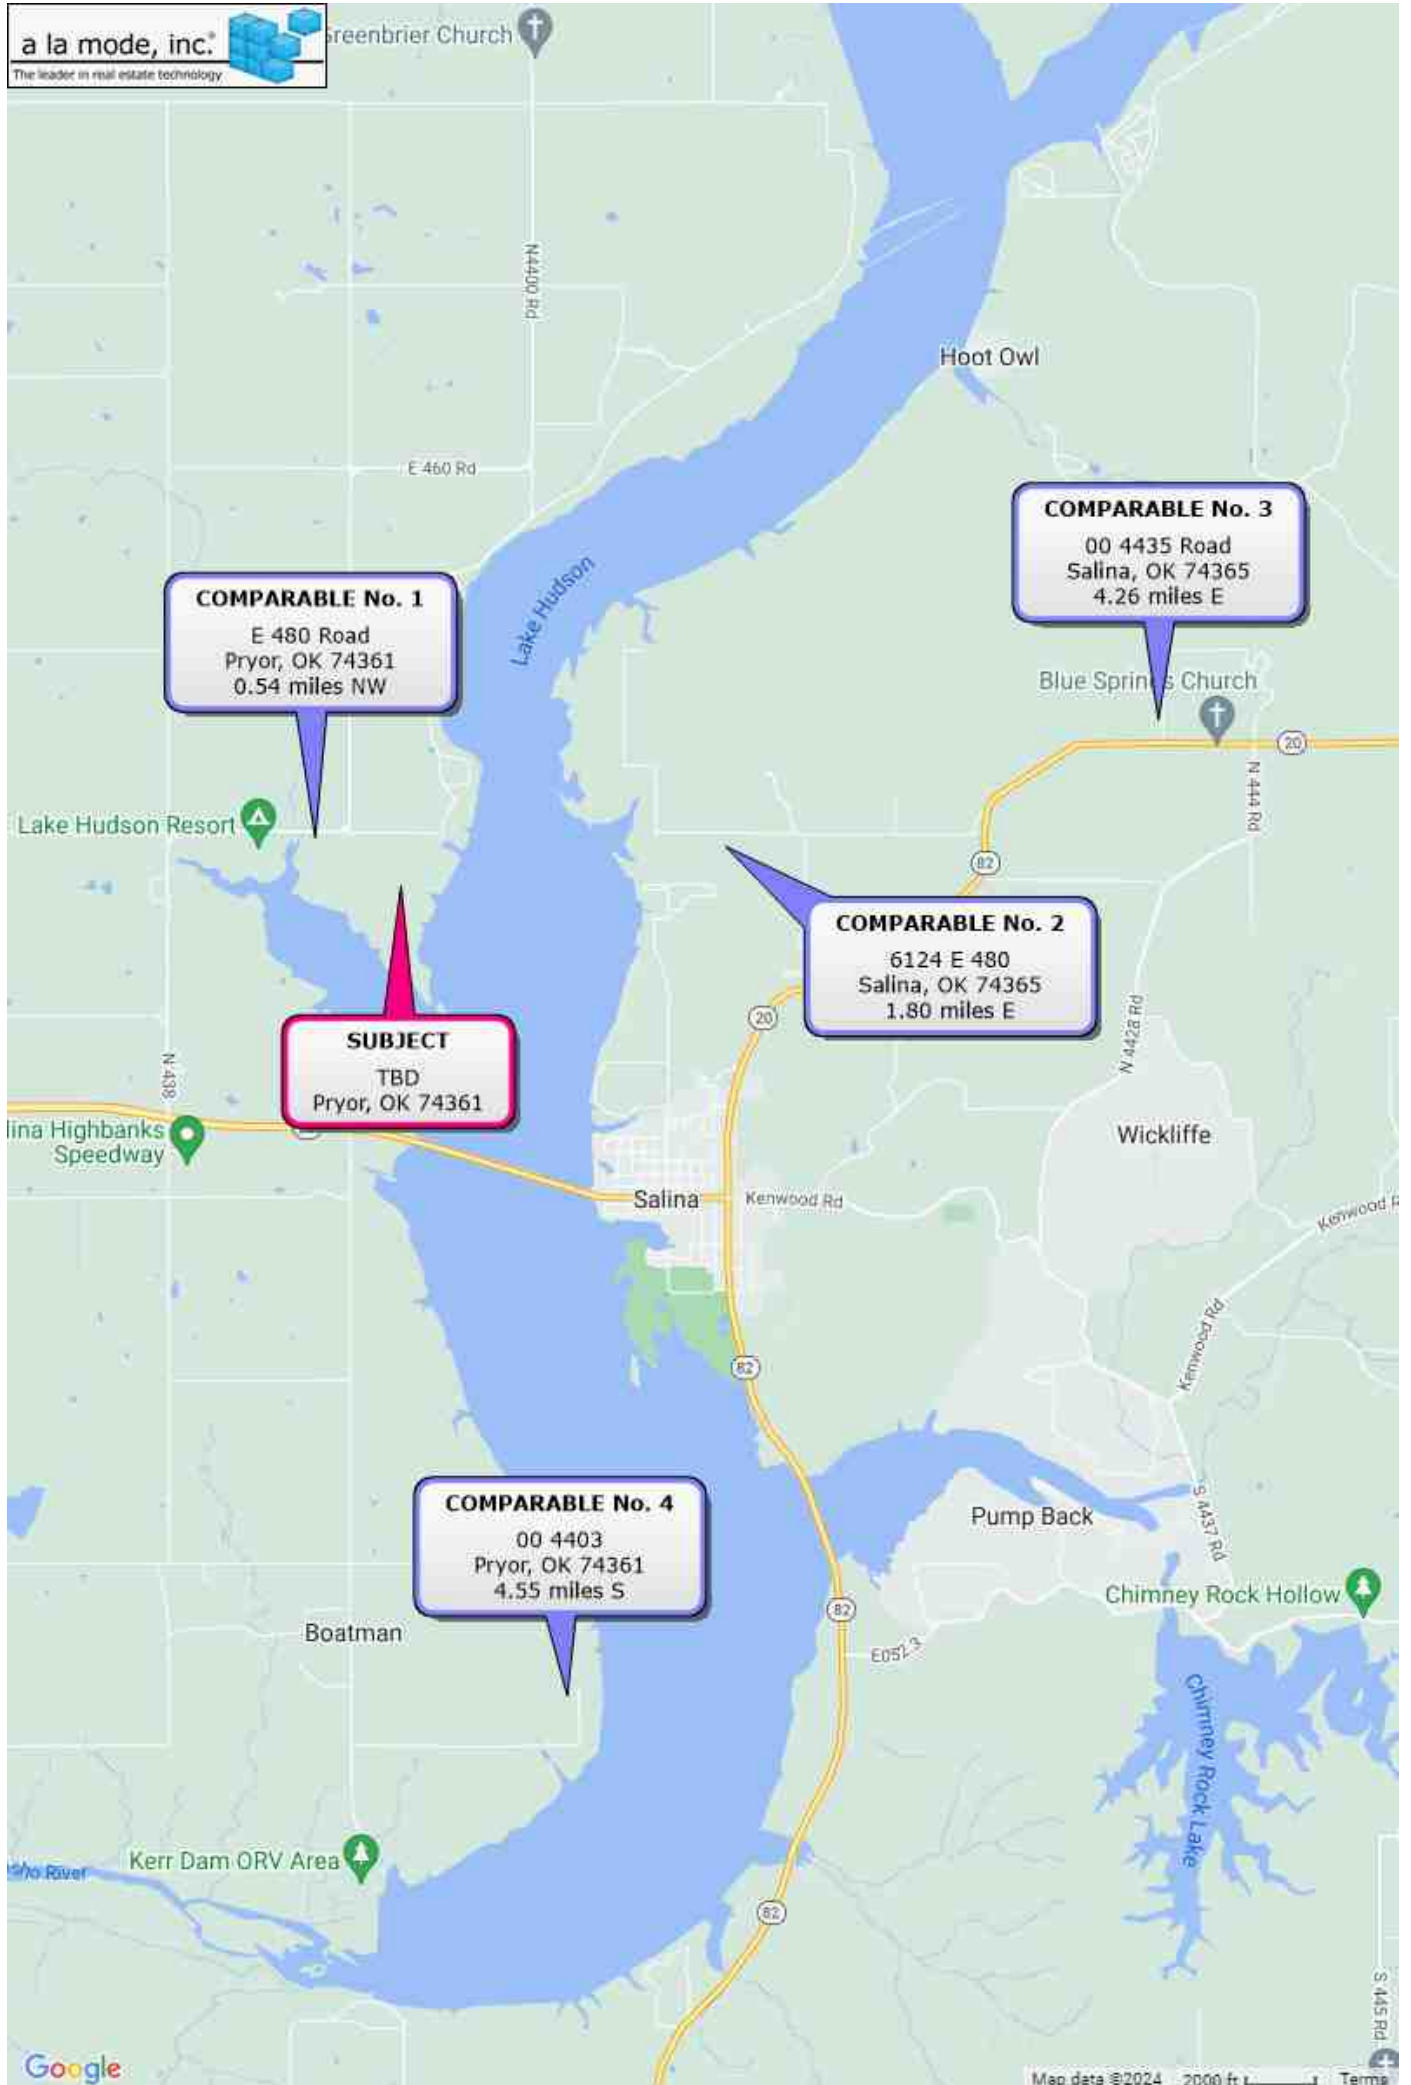 a la mode, inc.®
The leader in real estate technology
Greenbrier Church
N4400 Rd
Hoot Owl
E 460 Rd
Lake Hudson
COMPARABLE No. 3
00 4435 Road
Salina, OK 74365
4.26 miles E
COMPARABLE No. 1
E 480 Road
Pryor, OK 74361
0.54 miles NW
Blue Springs Church
20
N 444 Rd
Lake Hudson Resort
82
COMPARABLE No. 2
6124 E 480
Salina, OK 74365
1.80 miles E
20
N 4428 Rd
SUBJECT
TBD
Pryor, OK 74361
N 438
lina Highbanks
Speedway
Wickliffe
Salina
Kenwood Rd
Kenwood R
Kenwood Rd
82
COMPARABLE No. 4
00 4403
Pryor, OK 74361
4.55 miles S
Pump Back
S 4437 Rd
Chimney Rock Hollow
82
Boatman
E052 3
Chimney Rock Lake
Kerr Dam ORV Area
sho River
82
S 445 Rd
Google
Map data ©2024
2000 ft
Terms